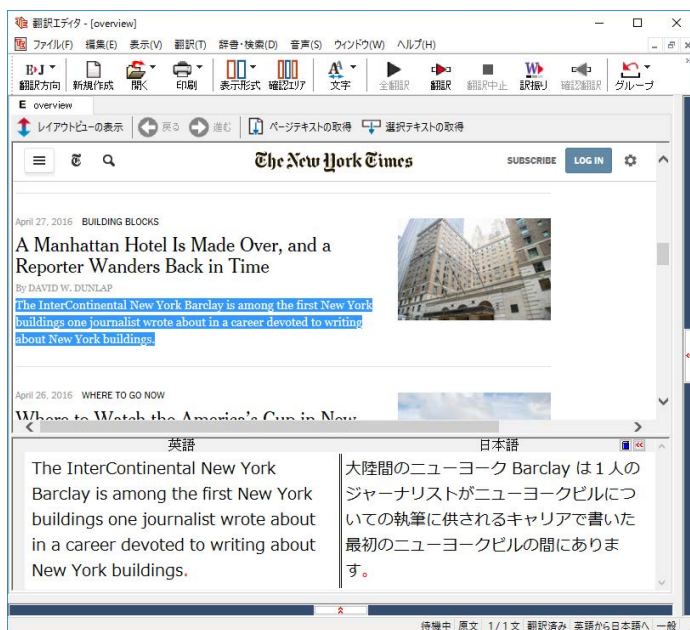 翻訳エディタ - [overview]
ファイル(F) 編集(E) 表示(V) 翻訳(T) 辞書・検索(D) 音声(S) ウィンドウ(W) ヘルプ(H)
E›J
翻訳方向 新規作成 開く 印刷 表示形式 確認エリア 文字 全翻訳 翻訳 翻訳中止 訳振り 確認翻訳 グループ
E overview
レイアウトビューの表示 戻る 進む ページテキストの取得 選択テキストの取得
The New York Times SUBSCRIBE LOG IN
April 27, 2016 BUILDING BLOCKS
A Manhattan Hotel Is Made Over, and a
Reporter Wanders Back in Time
By DAVID W. DUNLAP
The InterContinental New York Barclay is among the first New York
buildings one journalist wrote about in a career devoted to writing
about New York buildings.
April 26, 2016 WHERE TO GO NOW
Where to Watch the America's Cup in New
英語 日本語
The InterContinental New York
Barclay is among the first New York
buildings one journalist wrote about
in a career devoted to writing about
New York buildings.
大陸間のニューヨーク Barclay は1人の
ジャーナリストがニューヨークビルにつ
いての執筆に供されるキャリアで書いた
最初のニューヨークビルの間にありま
す。
待機中 原文 1/1文 翻訳済み 英語から日本語へ 一般